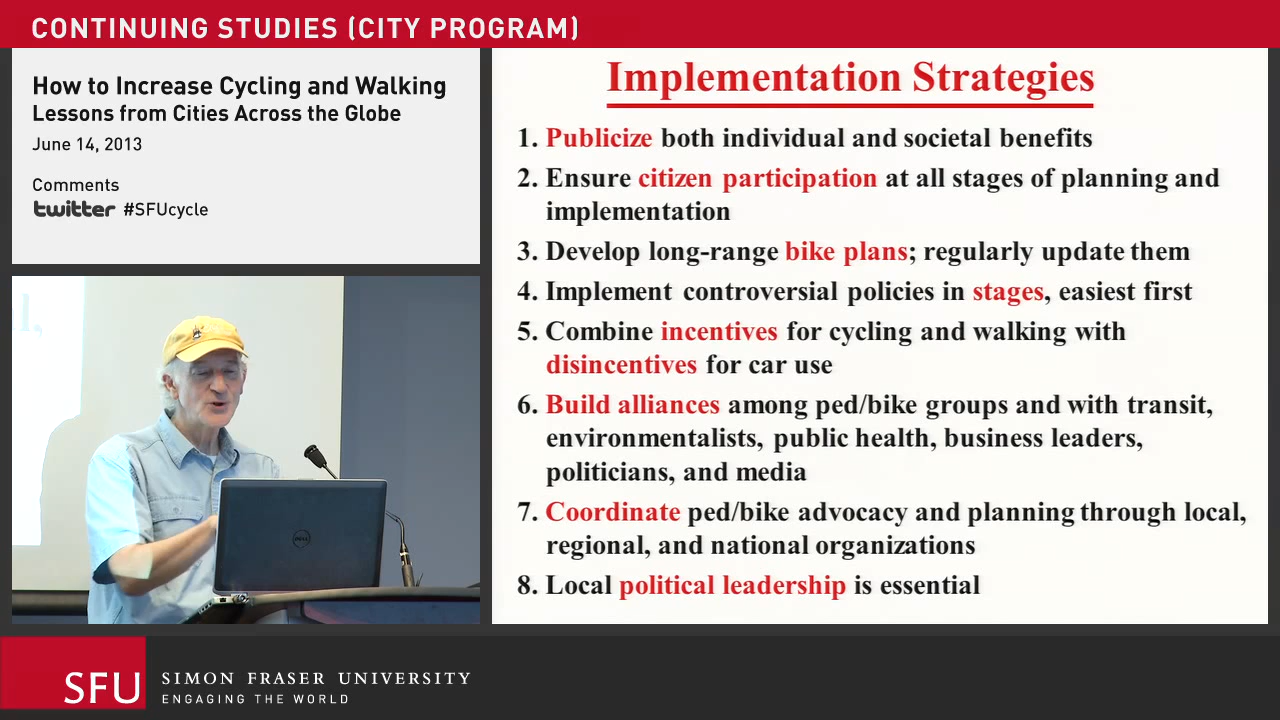 CONTINUING STUDIES (CITY PROGRAM)
How to Increase Cycling and Walking
Lessons from Cities Across the Globe
June 14, 2013
Comments
twitter #SFUcycle
Implementation Strategies
1. Publicize both individual and societal benefits
2. Ensure citizen participation at all stages of planning and
implementation
3. Develop long-range bike plans; regularly update them
4. Implement controversial policies in stages, easiest first
5. Combine incentives for cycling and walking with
disincentives for car use
6. Build alliances among ped/bike groups and with transit,
environmentalists, public health, business leaders,
politicians, and media
7. Coordinate ped/bike advocacy and planning through local,
regional, and national organizations
8. Local political leadership is essential
DELL
SFU SIMON FRASER UNIVERSITY
ENGAGING THE WORLD